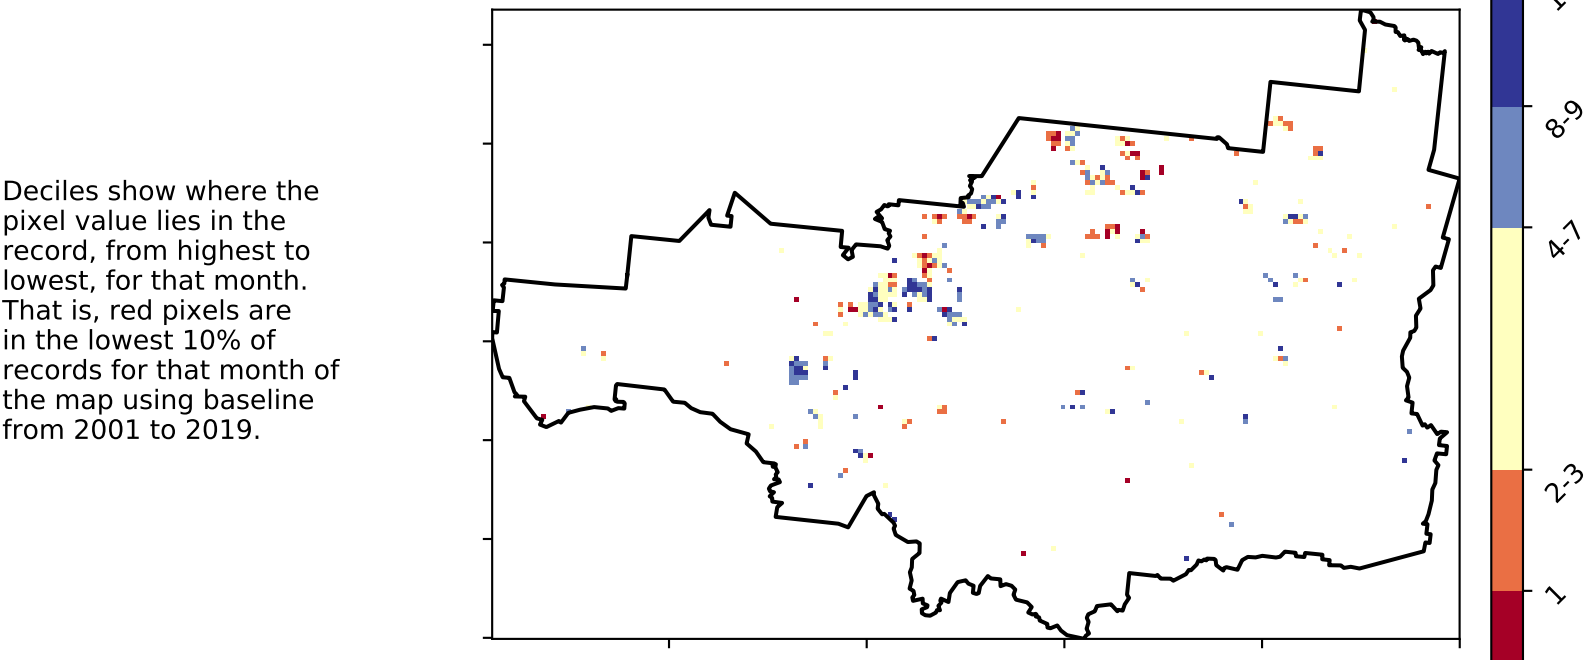 Deciles show where the
pixel value lies in the
record, from highest to
lowest, for that month.
That is, red pixels are
in the lowest 10% of
records for that month of
the map using baseline
from 2001 to 2019.
8-9
4-7
2-3
1